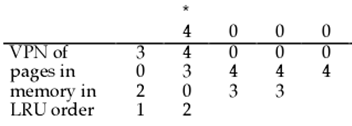 *
4 0 0 0
VPN of 3 4 0 0 0
pages in 0 3 4 4 4
memory in 2 0 3 3
LRU order 1 2